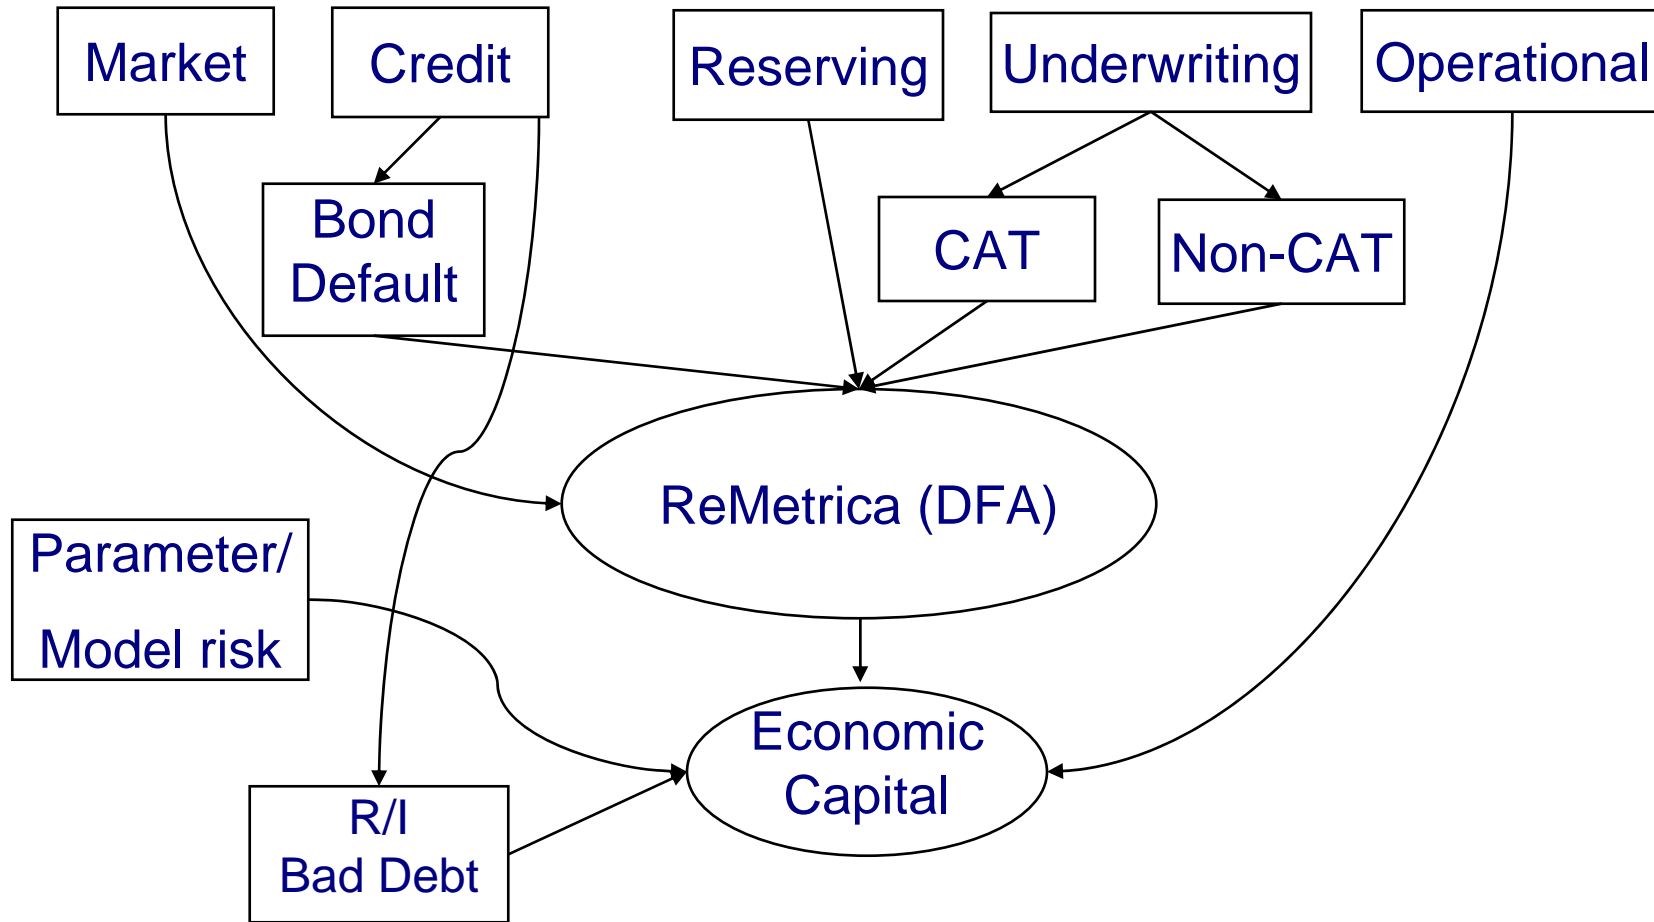 Market
Credit
Reserving
Underwriting
Operational
Bond
Default
CAT
Non-CAT
ReMetrica (DFA)
Parameter/
Model risk
Economic
Capital
R/I
Bad Debt